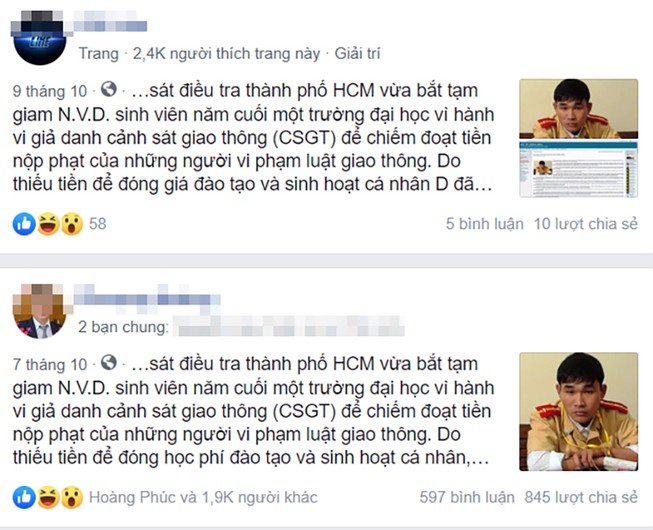 Trang · 2,4K người thích trang này · Giải trí
9 tháng 10 · …sát điều tra thành phố HCM vừa bắt tạm
giam N.V.D. sinh viên năm cuối một trường đại học vì hành
vi giả danh cảnh sát giao thông (CSGT) để chiếm đoạt tiền
nộp phạt của những người vi phạm luật giao thông. Do
thiếu tiền để đóng giá đào tạo và sinh hoạt cá nhân D đã…
58
5 bình luận 10 lượt chia sẻ
2 bạn chung:
7 tháng 10 · …sát điều tra thành phố HCM vừa bắt tạm
giam N.V.D. sinh viên năm cuối một trường đại học vì hành
vi giả danh cảnh sát giao thông (CSGT) để chiếm đoạt tiền
nộp phạt của những người vi phạm luật giao thông. Do
thiếu tiền để đóng học phí đào tạo và sinh hoạt cá nhân,…
Hoàng Phúc và 1,9K người khác
597 bình luận 845 lượt chia sẻ